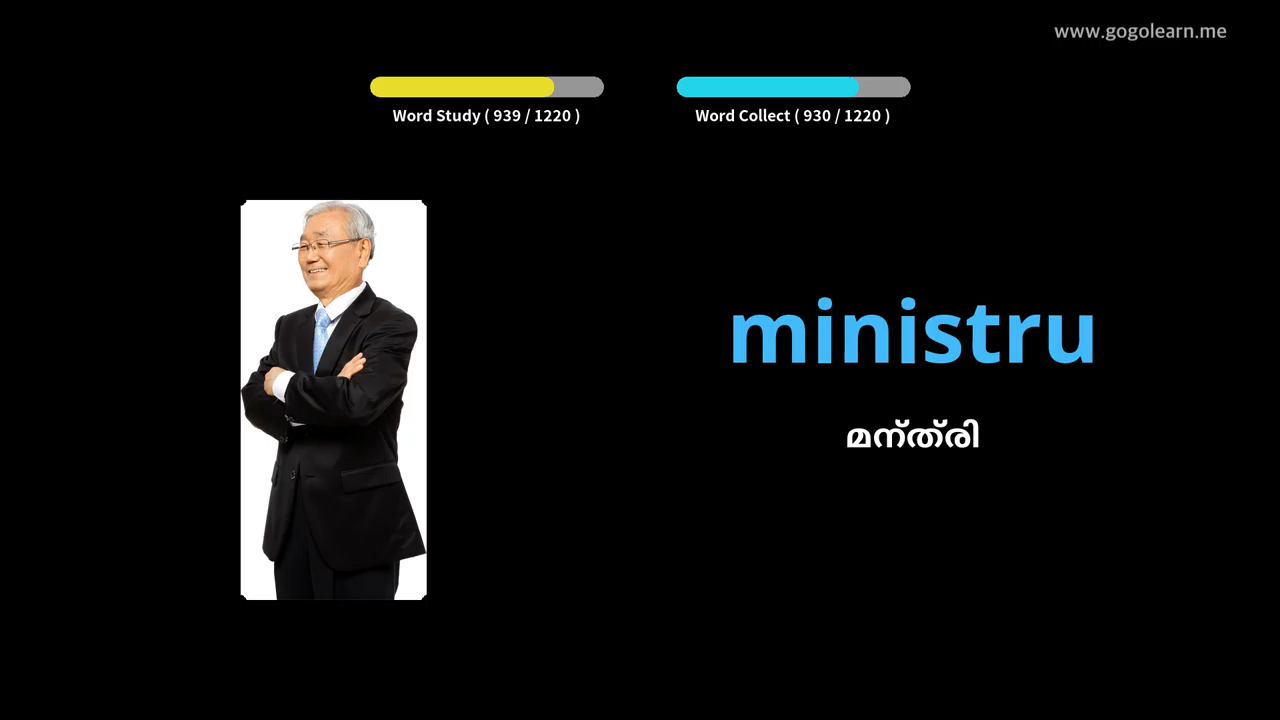 www.gogolearn.me
Word Study ( 939 / 1220 )
Word Collect ( 930 / 1220 )
ministru
മന്ത്രി